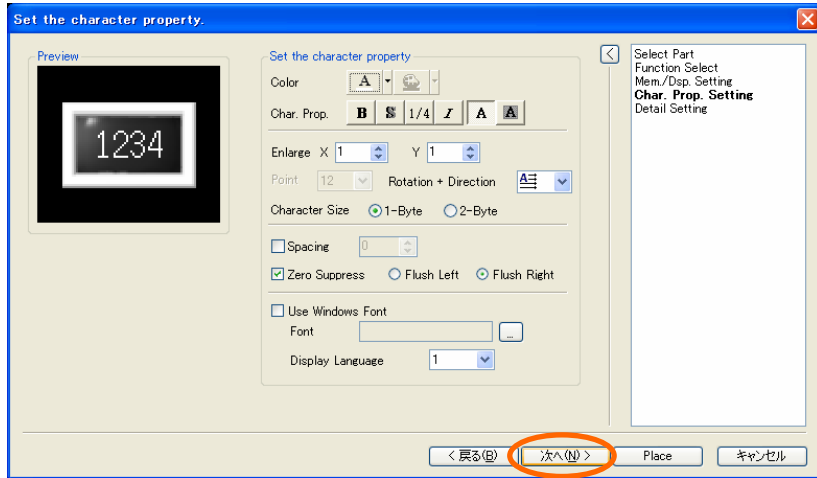 Set the character property.
Preview
1234
Set the character property
Color A
Char. Prop. B S 1/4 I A A
Enlarge X 1 Y 1
Point 12 Rotation + Direction A
Character Size 1-Byte 2-Byte
Spacing 0
Zero Suppress Flush Left Flush Right
Use Windows Font
Font ...
Display Language 1
<
Select Part
Function Select
Mem./Dsp. Setting
Char. Prop. Setting
Detail Setting
< 戻る(B) 次へ(N) > Place キャンセル